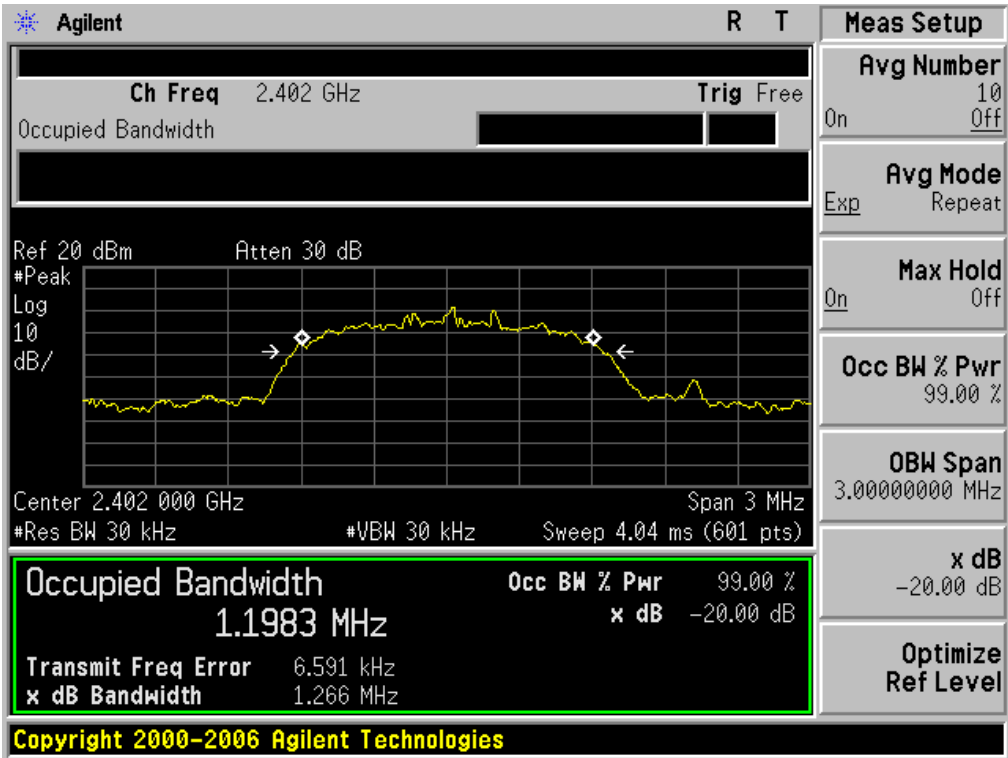 Agilent R T
Ch Freq 2.402 GHz Trig Free
Occupied Bandwidth
Ref 20 dBm Atten 30 dB
#Peak
Log
10
dB/
Center 2.402 000 GHz Span 3 MHz
#Res BW 30 kHz #VBW 30 kHz Sweep 4.04 ms (601 pts)
Occupied Bandwidth Occ BW % Pwr 99.00 %
1.1983 MHz x dB -20.00 dB
Transmit Freq Error 6.591 kHz
x dB Bandwidth 1.266 MHz
Copyright 2000-2006 Agilent Technologies
Meas Setup
Avg Number
10
On Off
Avg Mode
Exp Repeat
Max Hold
On Off
Occ BW % Pwr
99.00 %
OBW Span
3.00000000 MHz
x dB
-20.00 dB
Optimize
Ref Level